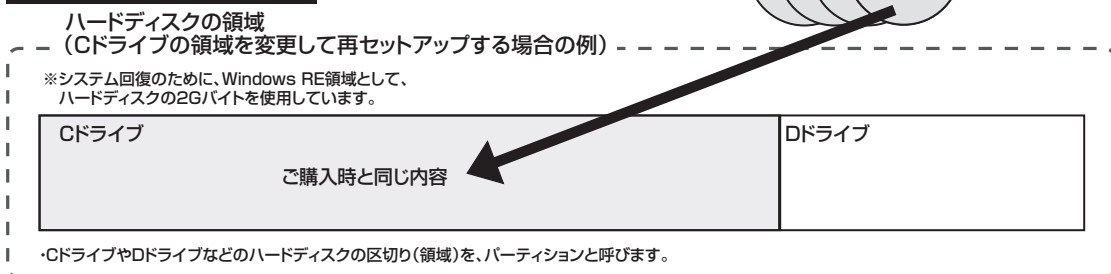 ハードディスクの領域
（Cドライブの領域を変更して再セットアップする場合の例）
※システム回復のために、Windows RE領域として、
ハードディスクの2Gバイトを使用しています。
Cドライブ
Dドライブ
ご購入時と同じ内容
・CドライブやDドライブなどのハードディスクの区切り（領域）を、パーティションと呼びます。